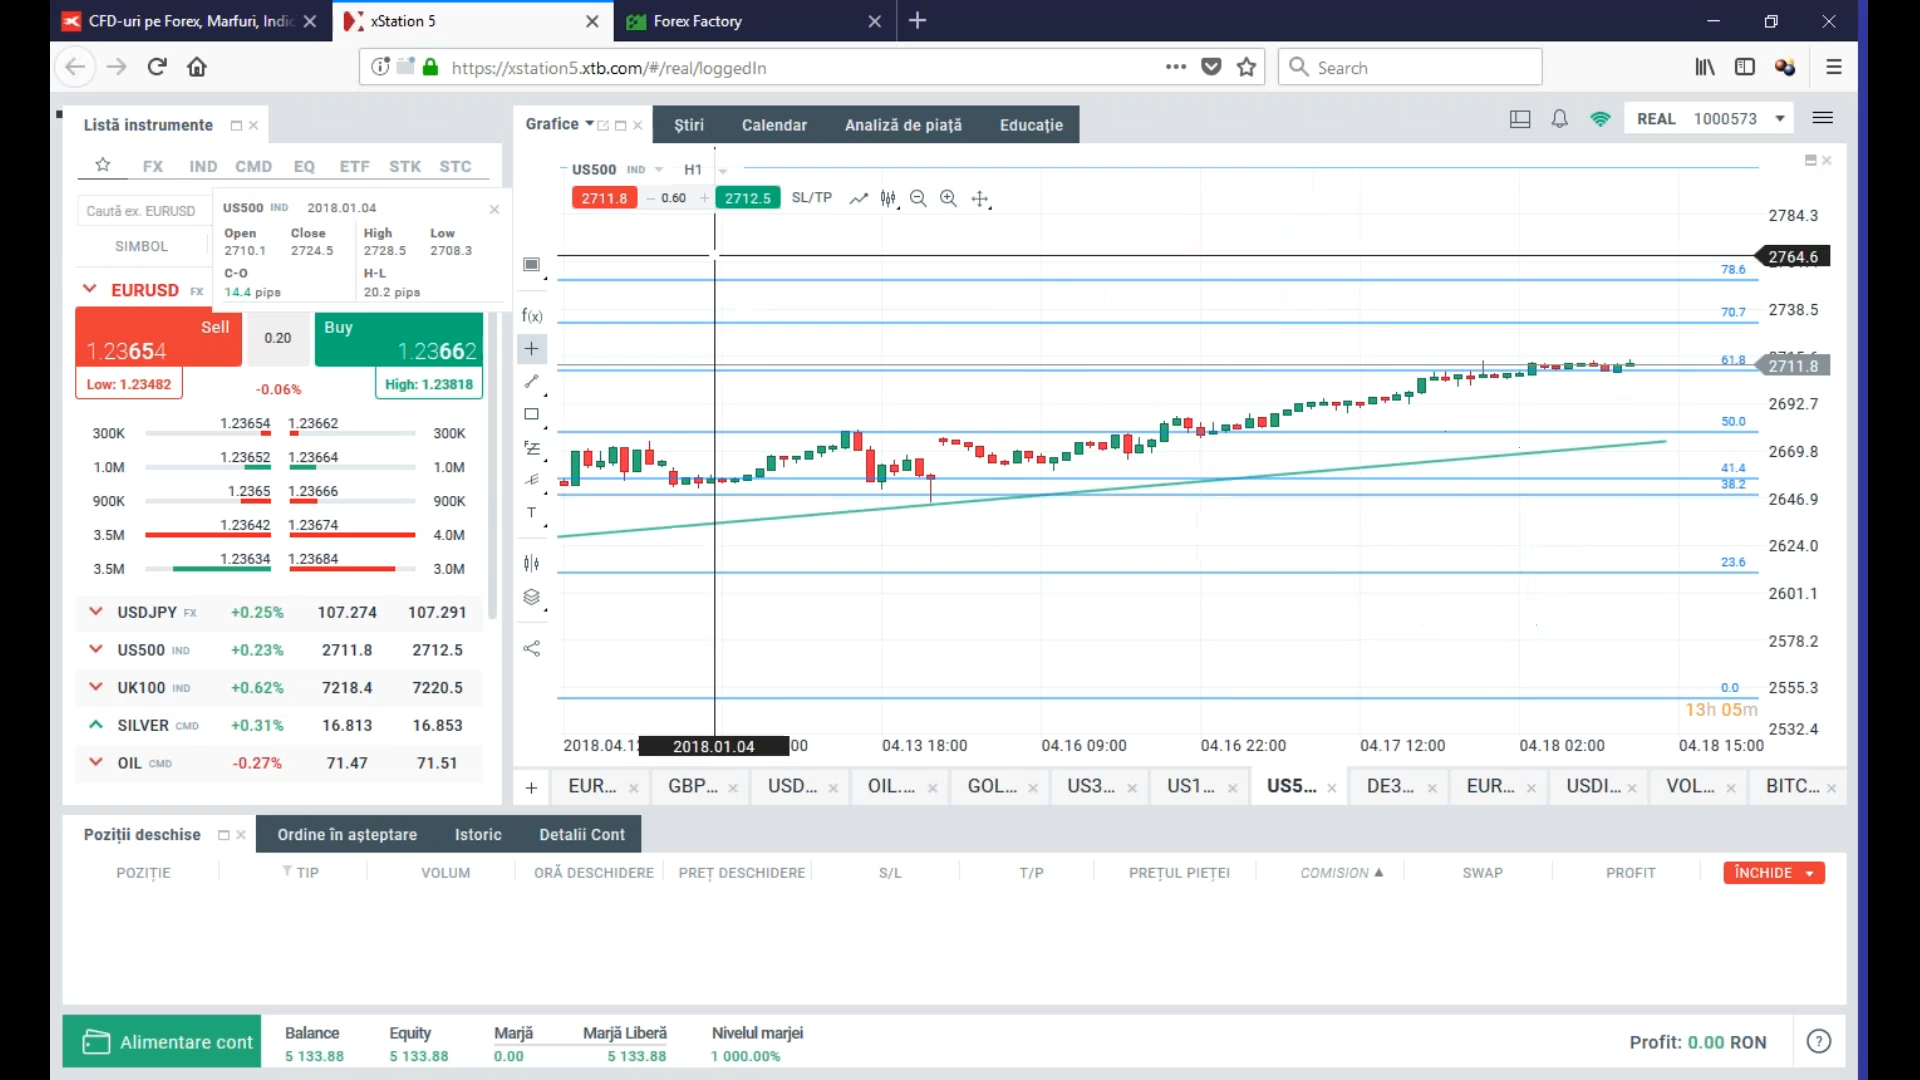 CFD-uri pe Forex, Marfuri, Indic
xStation 5
Forex Factory
https://xstation5.xtb.com/#/real/loggedIn
Search
Listă instrumente
Grafice
Știri
Calendar
Analiză de piață
Educație
REAL 1000573
FX IND CMD EQ ETF STK STC
US500 IND H1
2711.8 – 0.60 + 2712.5 SL/TP
Caută ex. EURUSD
SIMBOL
US500 IND 2018.01.04
Open Close High Low
2710.1 2724.5 2728.5 2708.3
C-O H-L
14.4 pips 20.2 pips
EURUSD FX
Sell 0.20 Buy
1.23654 1.23662
Low: 1.23482 -0.06% High: 1.23818
1.23654 1.23662
300K 300K
1.23652 1.23664
1.0M 1.0M
1.2365 1.23666
900K 900K
1.23642 1.23674
3.5M 4.0M
1.23634 1.23684
3.5M 3.0M
USDJPY FX +0.25% 107.274 107.291
US500 IND +0.23% 2711.8 2712.5
UK100 IND +0.62% 7218.4 7220.5
SILVER CMD +0.31% 16.813 16.853
OIL CMD -0.27% 71.47 71.51
f(x)
T
78.6
70.7
61.8
50.0
41.4
38.2
23.6
0.0
13h 05m
2784.3
2764.6
2738.5
2711.8
2692.7
2669.8
2646.9
2624.0
2601.1
2578.2
2555.3
2532.4
2018.04.1 2018.01.04 00 04.13 18:00 04.16 09:00 04.16 22:00 04.17 12:00 04.18 02:00 04.18 15:00
EUR... GBP... USD... OIL.... GOL... US3... US1... US5... DE3... EUR... USDI... VOL... BITC...
Poziții deschise
Ordine în așteptare
Istoric
Detalii Cont
POZIȚIE TIP VOLUM ORĂ DESCHIDERE PREȚ DESCHIDERE S/L T/P PREȚUL PIEȚEI COMISION SWAP PROFIT ÎNCHIDE
Alimentare cont
Balance Equity Marjă Marjă Liberă Nivelul marjei
5 133.88 5 133.88 0.00 5 133.88 1 000.00%
Profit: 0.00 RON